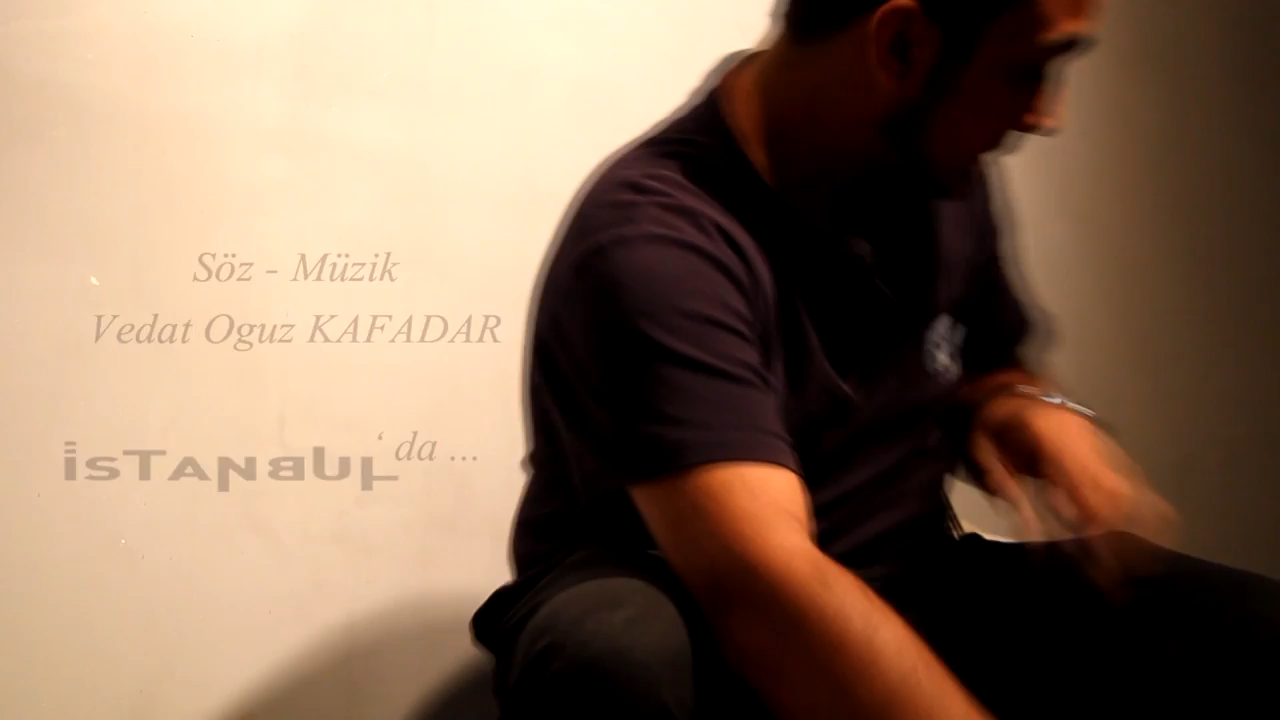 Söz - Müzik
Vedat Oguz KAFADAR
İSTANBUL ‘ da ...